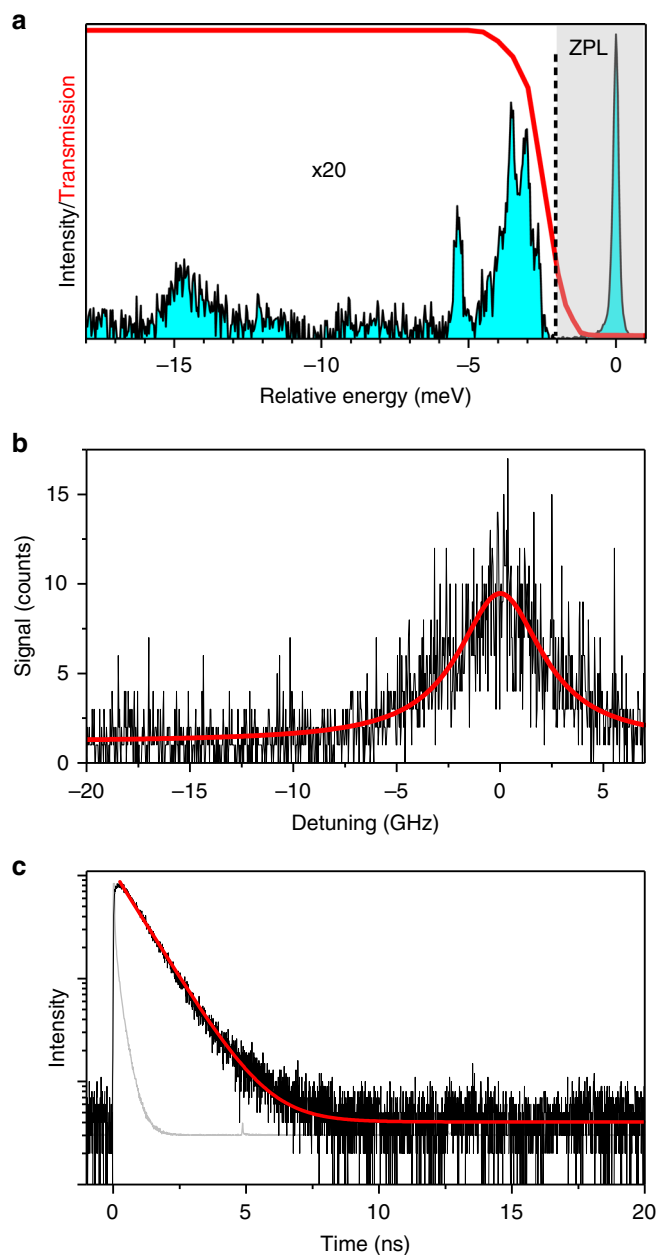 a
ZPL
x20
Intensity/Transmission
−15
−10
−5
0
Relative energy (meV)
b
15
10
5
0
Signal (counts)
−20
−15
−10
−5
0
5
Detuning (GHz)
c
Intensity
0
5
10
15
20
Time (ns)